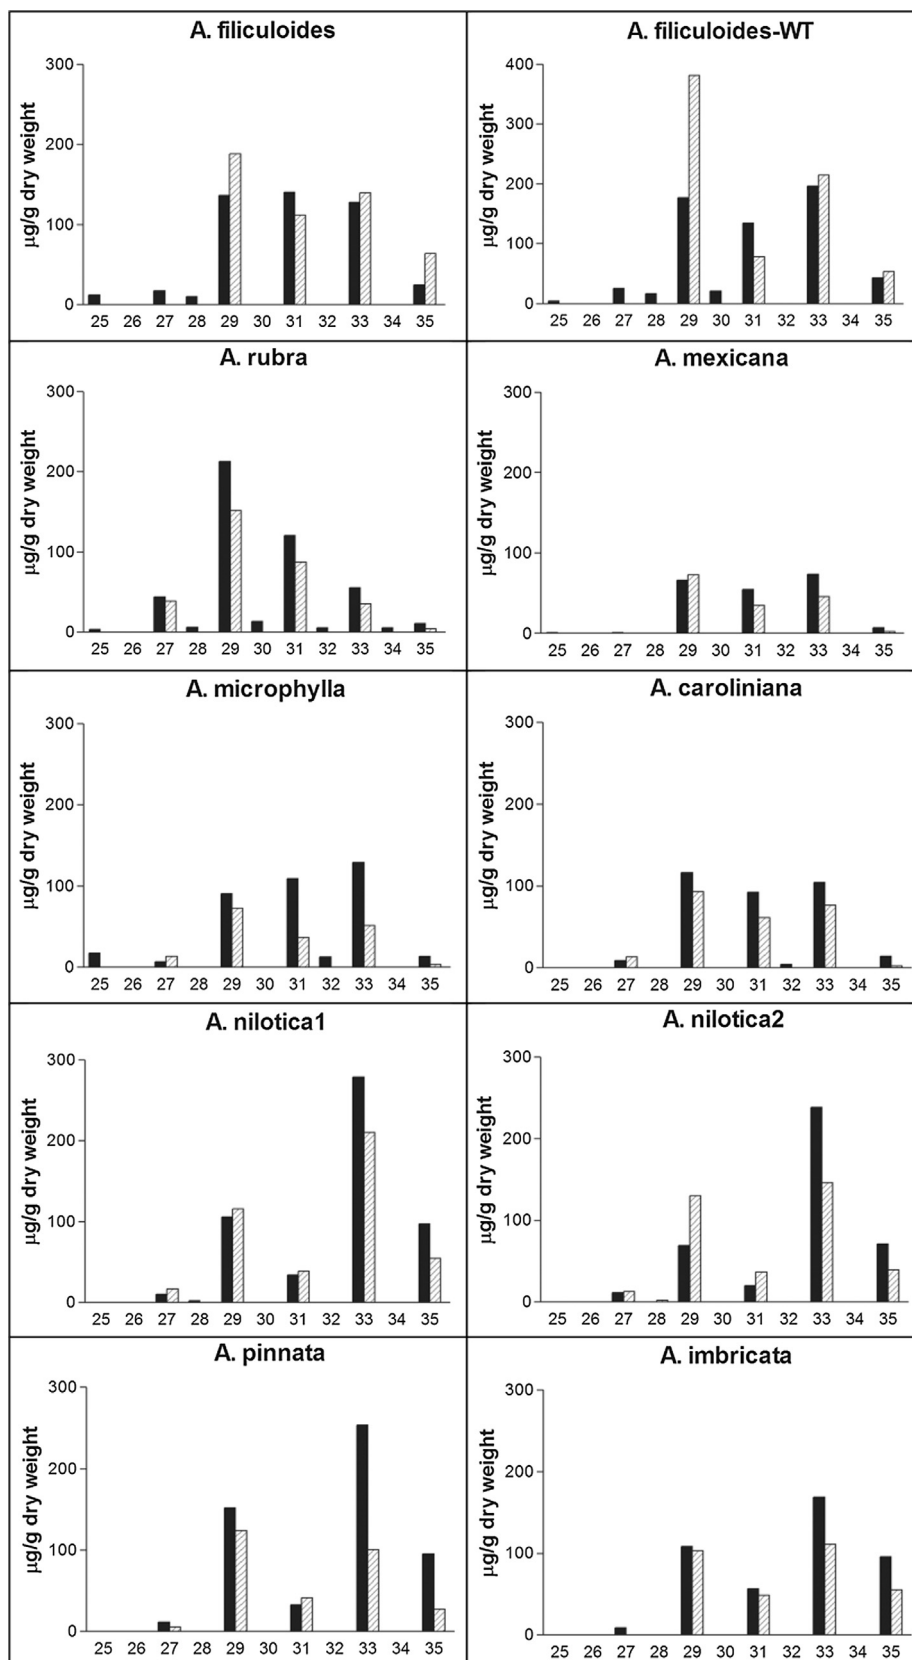 A. filiculoides
300
200
100
0
µg/g dry weight
25 26 27 28 29 30 31 32 33 34 35
A. filiculoides-WT
400
300
200
100
0
µg/g dry weight
25 26 27 28 29 30 31 32 33 34 35
A. rubra
300
200
100
0
µg/g dry weight
25 26 27 28 29 30 31 32 33 34 35
A. mexicana
300
200
100
0
µg/g dry weight
25 26 27 28 29 30 31 32 33 34 35
A. microphylla
300
200
100
0
µg/g dry weight
25 26 27 28 29 30 31 32 33 34 35
A. caroliniana
300
200
100
0
µg/g dry weight
25 26 27 28 29 30 31 32 33 34 35
A. nilotica1
300
200
100
0
µg/g dry weight
25 26 27 28 29 30 31 32 33 34 35
A. nilotica2
300
200
100
0
µg/g dry weight
25 26 27 28 29 30 31 32 33 34 35
A. pinnata
300
200
100
0
µg/g dry weight
25 26 27 28 29 30 31 32 33 34 35
A. imbricata
300
200
100
0
µg/g dry weight
25 26 27 28 29 30 31 32 33 34 35